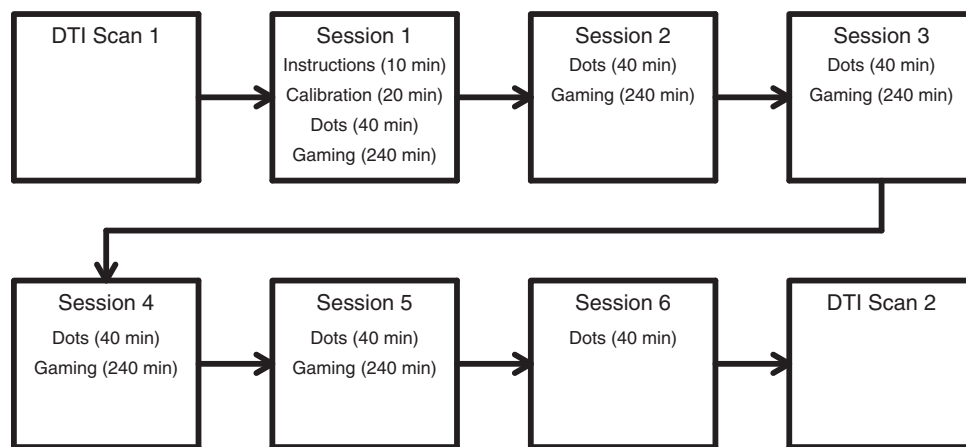 DTI Scan 1
Session 1
Instructions (10 min)
Calibration (20 min)
Dots (40 min)
Gaming (240 min)
Session 2
Dots (40 min)
Gaming (240 min)
Session 3
Dots (40 min)
Gaming (240 min)
Session 4
Dots (40 min)
Gaming (240 min)
Session 5
Dots (40 min)
Gaming (240 min)
Session 6
Dots (40 min)
DTI Scan 2